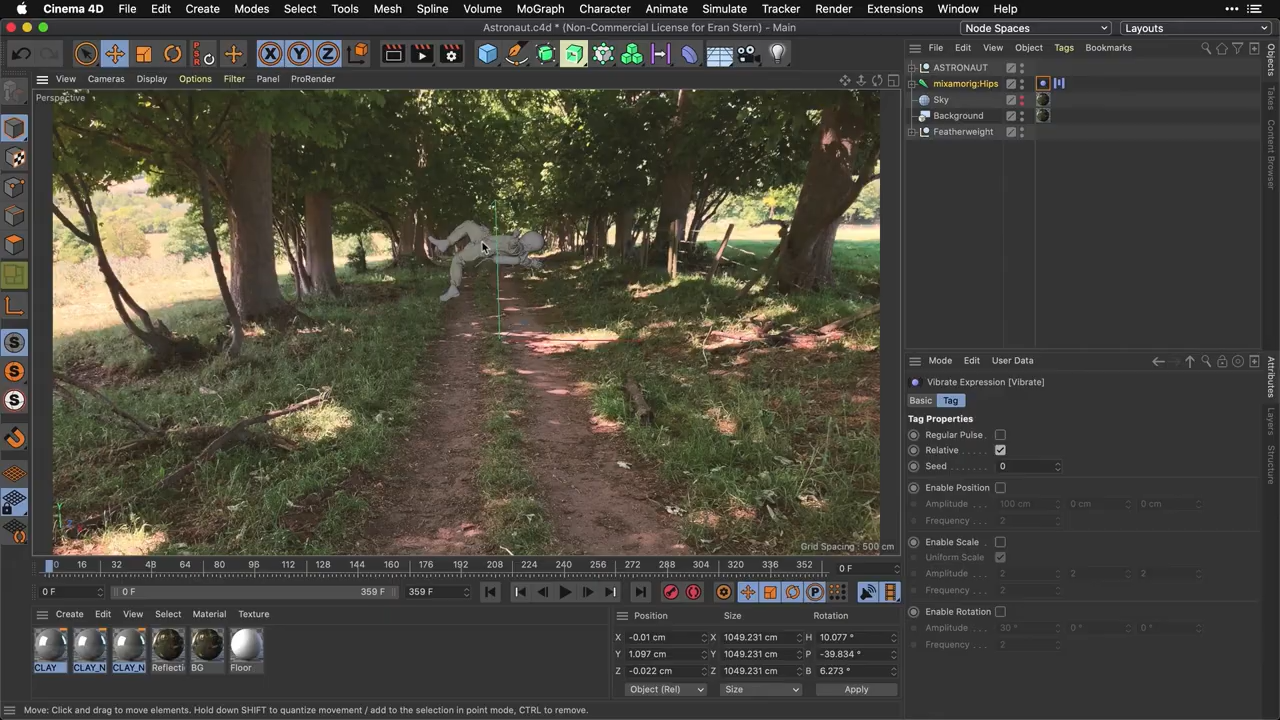 Cinema 4D File Edit Create Modes Select Tools Mesh Spline Volume MoGraph Character Animate Simulate Tracker Render Extensions Window Help
Astronaut.c4d * (Non-Commercial License for Eran Stern) - Main
Node Spaces
Layouts
X Y Z
File Edit View Object Tags Bookmarks
View Cameras Display Options Filter Panel ProRender
Perspective
ASTRONAUT
mixamorig:Hips
Sky
Background
Featherweight
Objects
Takes
Content Browser
Grid Spacing : 500 cm
Mode Edit User Data
Vibrate Expression [Vibrate]
Basic Tag
Tag Properties
Regular Pulse
Relative
Seed 0
Enable Position
Amplitude 100 cm 0 cm 0 cm
Frequency 2
Enable Scale
Uniform Scale
Amplitude 2 2 2
Frequency 2
Enable Rotation
Amplitude 30 ° 0 ° 0 °
Frequency 2
Attributes
Layers
Structure
0 16 32 48 64 80 96 112 128 144 160 176 192 208 224 240 256 272 288 304 320 336 352
0 F
0 F 0 F 359 F 359 F
Create Edit View Select Material Texture
CLAY CLAY_N CLAY_N Reflecti BG Floor
Position Size Rotation
X -0.01 cm X 1049.231 cm H 10.077 °
Y 1.097 cm Y 1049.231 cm P -39.834 °
Z -0.022 cm Z 1049.231 cm B 6.273 °
Object (Rel) Size Apply
Move: Click and drag to move elements. Hold down SHIFT to quantize movement / add to the selection in point mode, CTRL to remove.